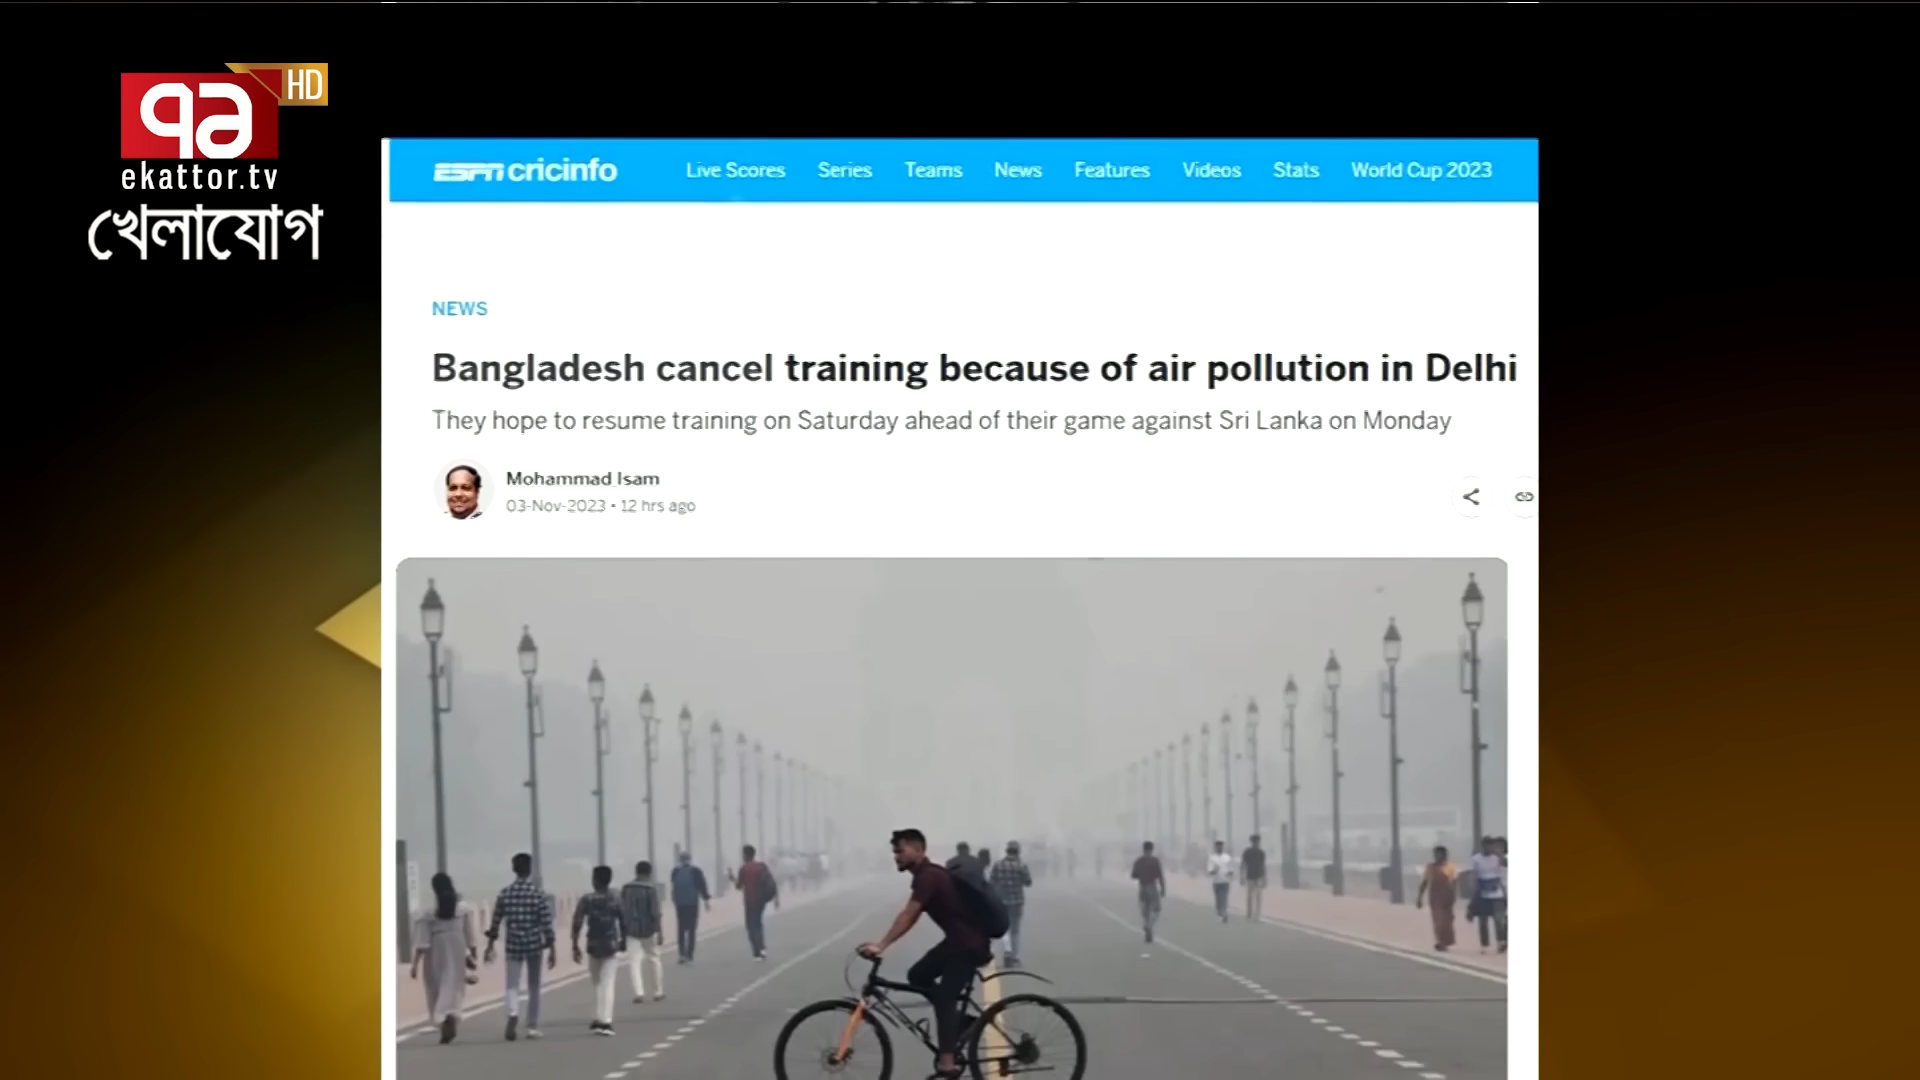 HD
৭১
ekattor.tv
খেলাযোগ
ESPN cricinfo
Live Scores
Series
Teams
News
Features
Videos
Stats
World Cup 2023
NEWS
Bangladesh cancel training because of air pollution in Delhi
They hope to resume training on Saturday ahead of their game against Sri Lanka on Monday
Mohammad Isam
03-Nov-2023 • 12 hrs ago